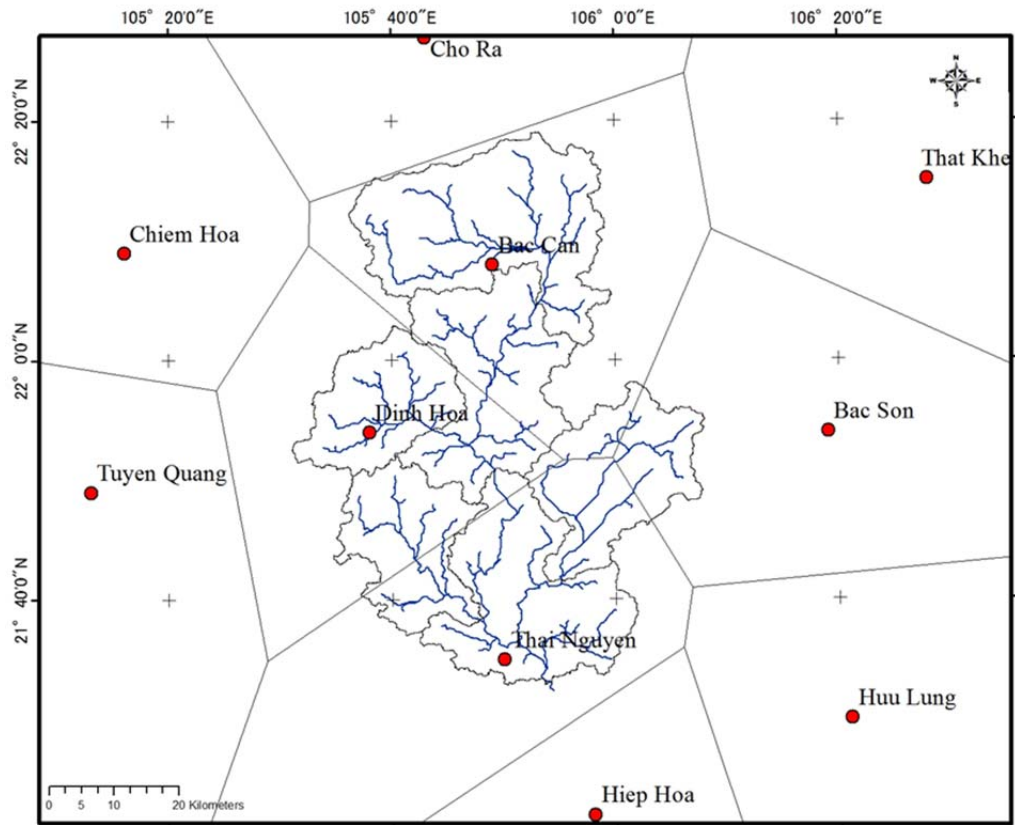 105° 20'0"E 105° 40'0"E 106° 0'0"E 106° 20'0"E
Cho Ra
N
W E
S
22° 20'0"N
That Khe
Chiem Hoa
Bac Can
22° 0'0"N
Dinh Hoa
Bac Son
Tuyen Quang
21° 40'0"N
Thai Nguyen
Huu Lung
Hiep Hoa
0 5 10 20 Kilometers